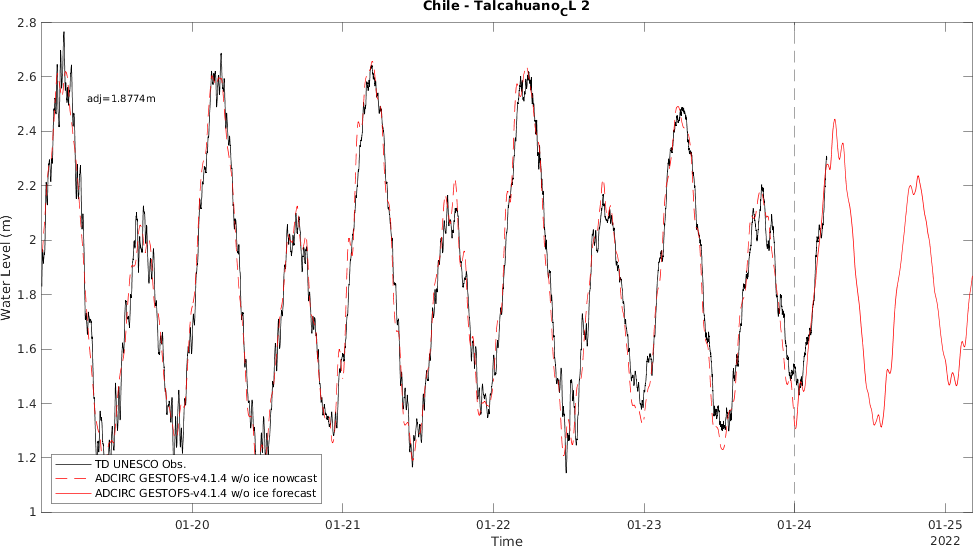 Chile - Talcahuano_CL 2
2.8
2.6
2.4
2.2
2
1.8
1.6
1.4
1.2
1
Water Level (m)
adj=1.8774m
TD UNESCO Obs.
ADCIRC GESTOFS-v4.1.4 w/o ice nowcast
ADCIRC GESTOFS-v4.1.4 w/o ice forecast
01-20 01-21 01-22 01-23 01-24 01-25
Time 2022